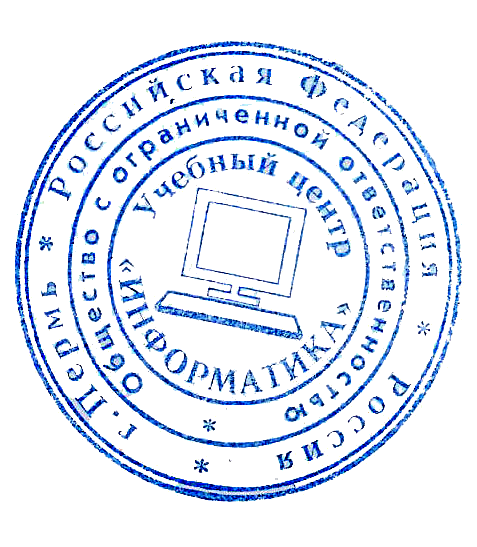 г. Пермь * Российская Федерация * Россия *
Общество с ограниченной ответственностью *
Учебный центр
«ИНФОРМАТИКА»